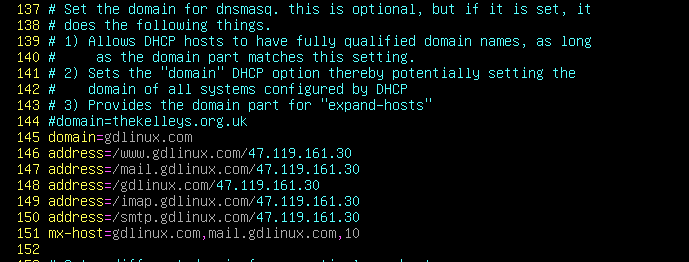 137 # Set the domain for dnsmasq. this is optional, but if it is set, it
138 # does the following things.
139 # 1) Allows DHCP hosts to have fully qualified domain names, as long
140 #     as the domain part matches this setting.
141 # 2) Sets the "domain" DHCP option thereby potentially setting the
142 #    domain of all systems configured by DHCP
143 # 3) Provides the domain part for "expand-hosts"
144 #domain=thekelleys.org.uk
145 domain=gdlinux.com
146 address=/www.gdlinux.com/47.119.161.30
147 address=/mail.gdlinux.com/47.119.161.30
148 address=/gdlinux.com/47.119.161.30
149 address=/imap.gdlinux.com/47.119.161.30
150 address=/smtp.gdlinux.com/47.119.161.30
151 mx-host=gdlinux.com,mail.gdlinux.com,10
152